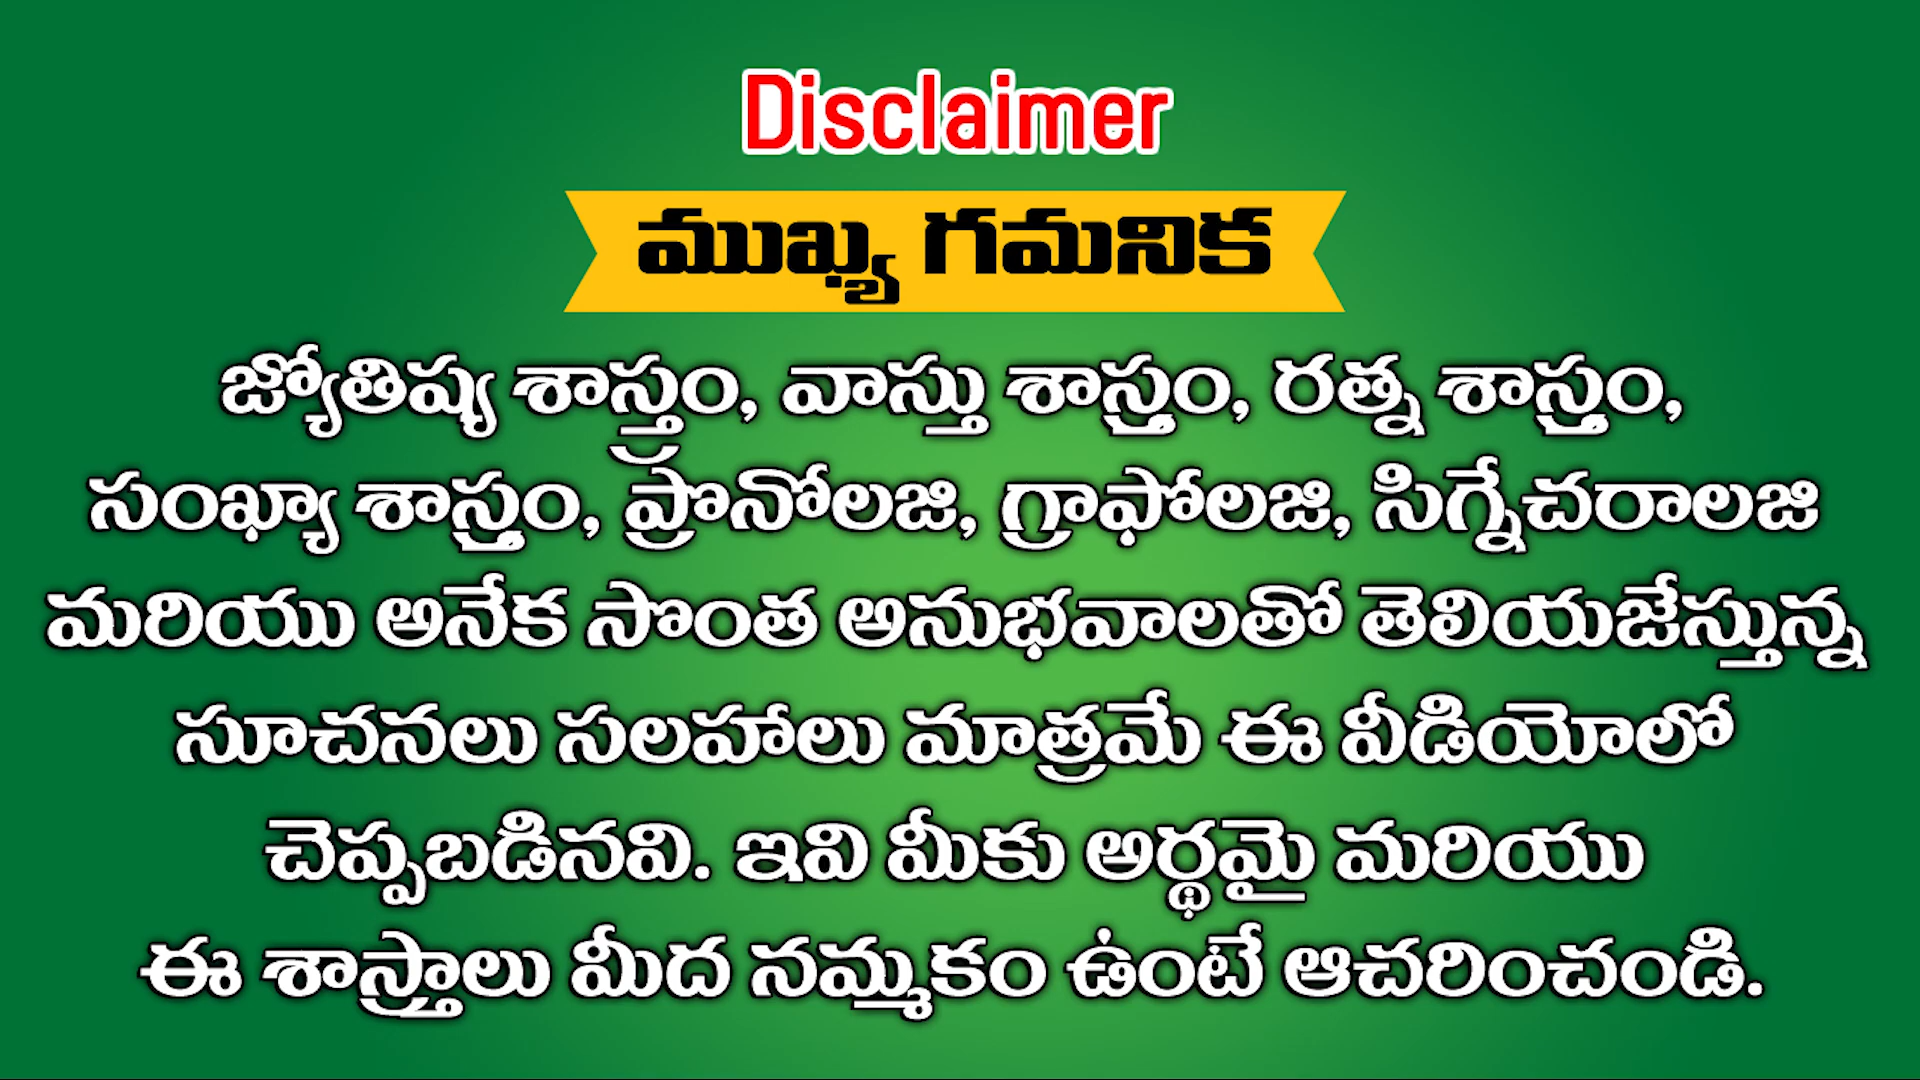 Disclaimer
ముఖ్య గమనిక
జ్యోతిష్య శాస్త్రం, వాస్తు శాస్త్రం, రత్న శాస్త్రం,
సంఖ్యా శాస్త్రం, ప్రొనోలజి, గ్రాఫోలజి, సిగ్నేచరాలజి
మరియు అనేక సొంత అనుభవాలతో తెలియజేస్తున్న
సూచనలు సలహాలు మాత్రమే ఈ వీడియోలో
చెప్పబడినవి. ఇవి మీకు అర్థమై మరియు
ఈ శాస్త్రాలు మీద నమ్మకం ఉంటే ఆచరించండి.